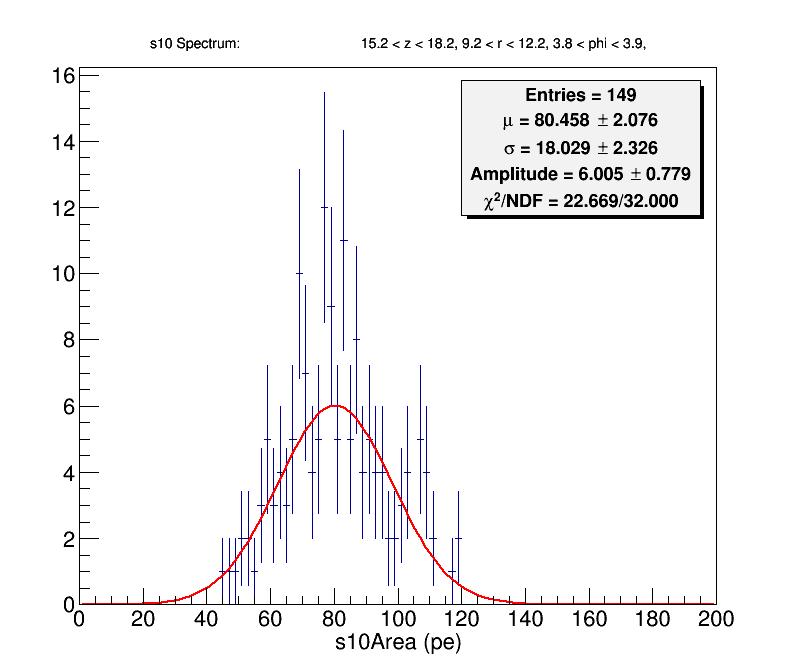 s10 Spectrum: 15.2 < z < 18.2, 9.2 < r < 12.2, 3.8 < phi < 3.9,
Entries = 149
μ = 80.458 ± 2.076
σ = 18.029 ± 2.326
Amplitude = 6.005 ± 0.779
χ²/NDF = 22.669/32.000
16
14
12
10
8
6
4
2
0
0 20 40 60 80 100 120 140 160 180 200
s10Area (pe)